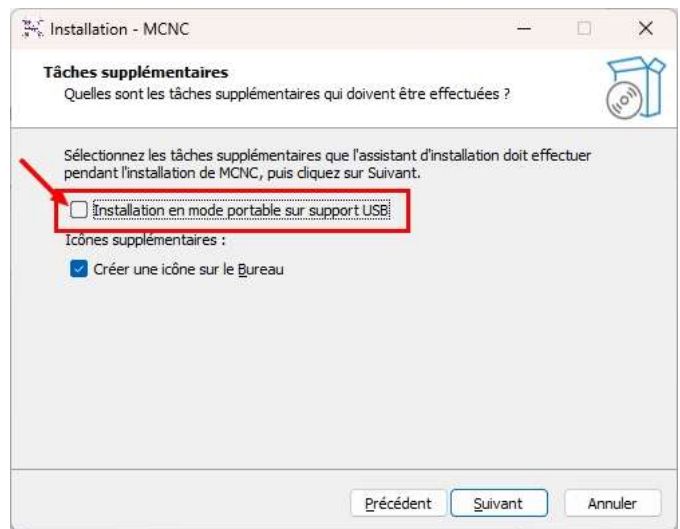 Installation - MCNC
Tâches supplémentaires
Quelles sont les tâches supplémentaires qui doivent être effectuées ?
Sélectionnez les tâches supplémentaires que l'assistant d'installation doit effectuer
pendant l'installation de MCNC, puis cliquez sur Suivant.
Installation en mode portable sur support USB
Icônes supplémentaires :
Créer une icône sur le Bureau
Précédent Suivant Annuler